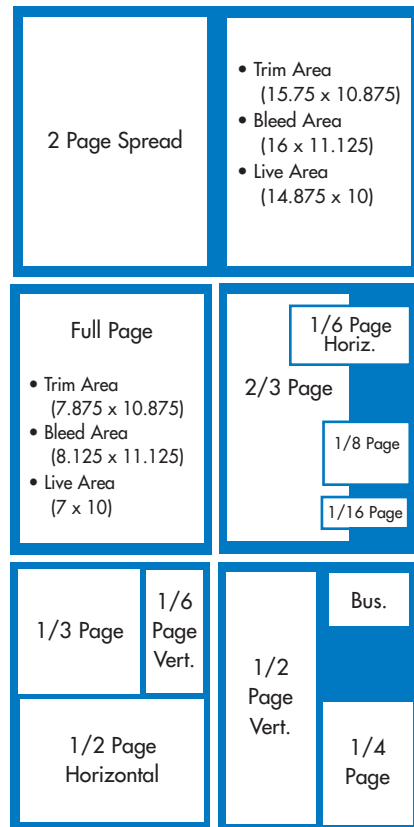 2 Page Spread
• Trim Area
(15.75 x 10.875)
• Bleed Area
(16 x 11.125)
• Live Area
(14.875 x 10)
Full Page
• Trim Area
(7.875 x 10.875)
• Bleed Area
(8.125 x 11.125)
• Live Area
(7 x 10)
1/6 Page
Horiz.
2/3 Page
1/8 Page
1/16 Page
1/3 Page
1/6
Page
Vert.
1/2 Page
Horizontal
1/2
Page
Vert.
Bus.
1/4
Page